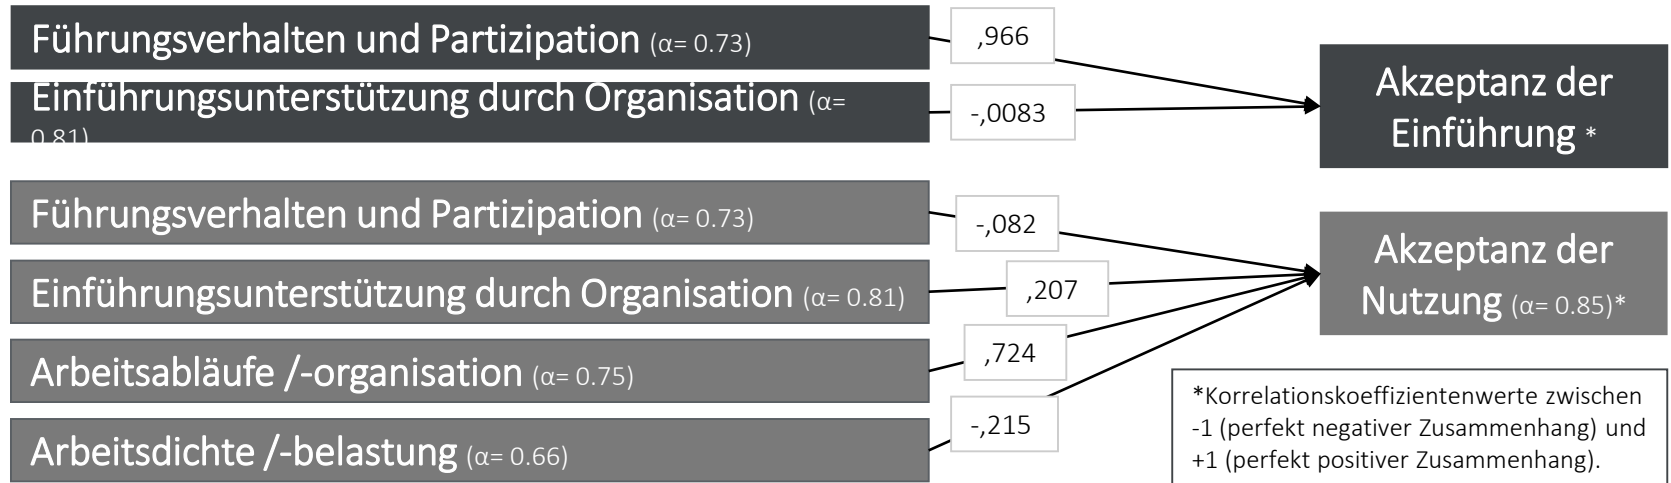 Führungsverhalten und Partizipation (α= 0.73)
,966
Einführungsunterstützung durch Organisation (α=
0.81)
-,0083
Akzeptanz der
Einführung *
Führungsverhalten und Partizipation (α= 0.73)
-,082
Einführungsunterstützung durch Organisation (α= 0.81)
,207
Arbeitsabläufe /-organisation (α= 0.75)
,724
Arbeitsdichte /-belastung (α= 0.66)
-,215
Akzeptanz der
Nutzung (α= 0.85)*
*Korrelationskoeffizientenwerte zwischen
-1 (perfekt negativer Zusammenhang) und
+1 (perfekt positiver Zusammenhang).